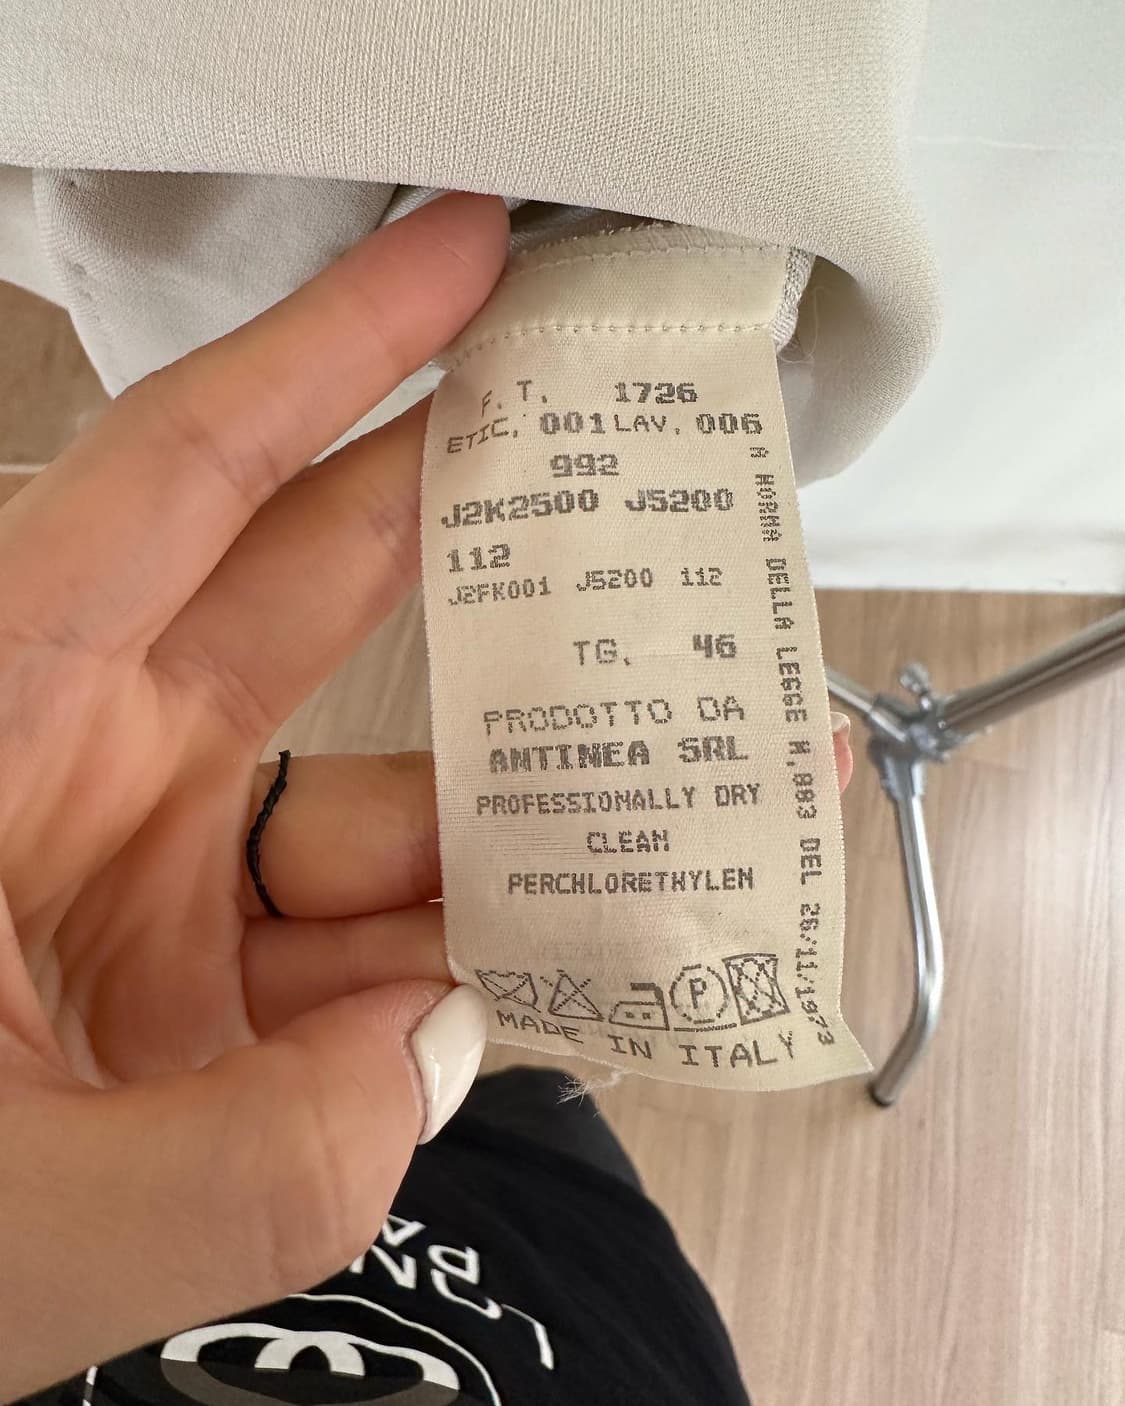 F. T. 1726
ETIC. 001 LAV. 006
992
J2K2500 J5200
112
J2FK001 J5200 112
TG. 46
PRODOTTO DA
ANTINEA SRL
PROFESSIONALLY DRY
CLEAN
PERCHLORETHYLEN
P
MADE IN ITALY
A NORMA DELLA LEGGE N.883 DEL 26/11/1973